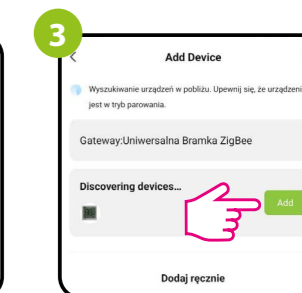 3
Add Device
Wyszukiwanie urządzeń w pobliżu. Upewnij się, że urządzeni
jest w tryb parowania.
Gateway:Uniwersalna Bramka ZigBee
Discovering devices...
Add
Dodaj ręcznie